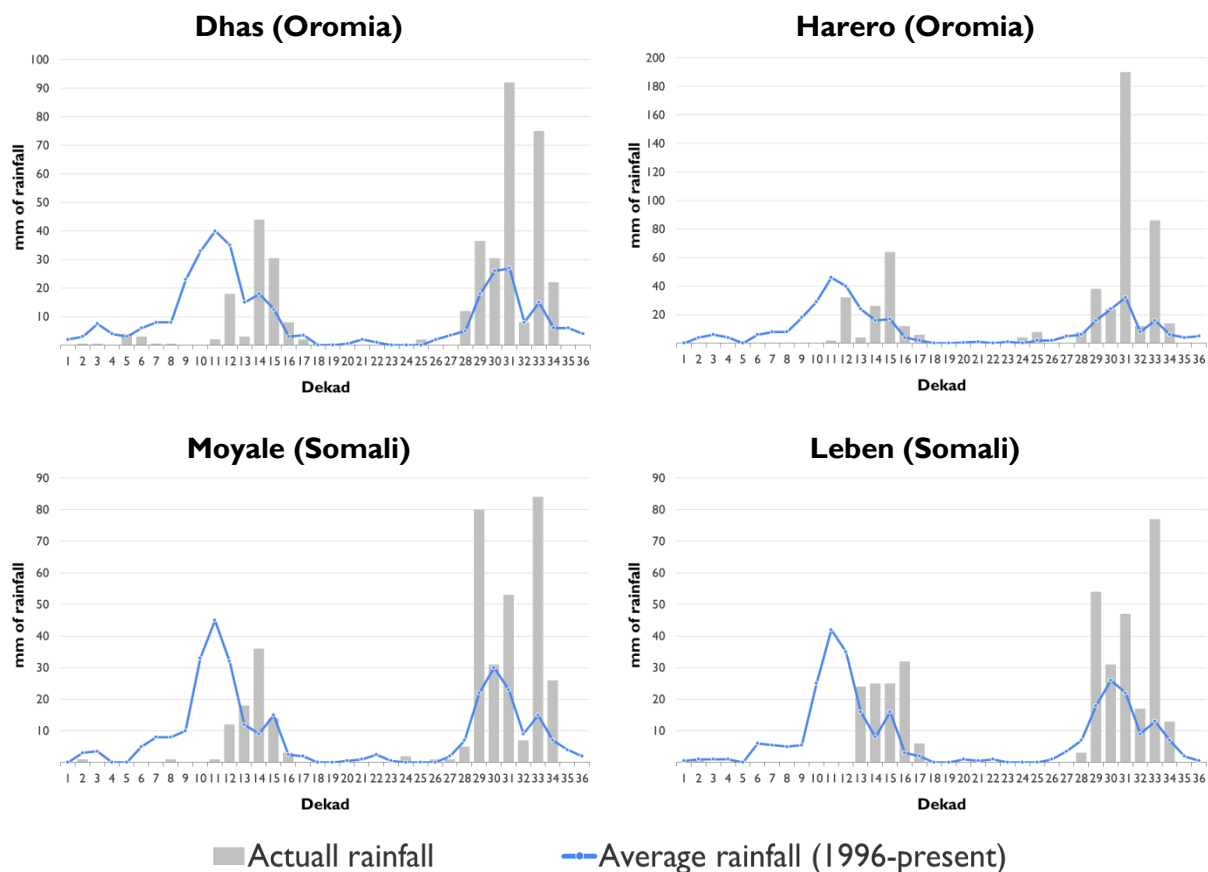 Dhas (Oromia)
mm of rainfall
100
90
80
70
60
50
40
30
20
10
1 2 3 4 5 6 7 8 9 10 11 12 13 14 15 16 17 18 19 20 21 22 23 24 25 26 27 28 29 30 31 32 33 34 35 36
Dekad
Harero (Oromia)
mm of rainfall
200
180
160
140
120
100
80
60
40
20
1 2 3 4 5 6 7 8 9 10 11 12 13 14 15 16 17 18 19 20 21 22 23 24 25 26 27 28 29 30 31 32 33 34 35 36
Dekad
Moyale (Somali)
mm of rainfall
90
80
70
60
50
40
30
20
10
1 2 3 4 5 6 7 8 9 10 11 12 13 14 15 16 17 18 19 20 21 22 23 24 25 26 27 28 29 30 31 32 33 34 35 36
Dekad
Leben (Somali)
mm of rainfall
90
80
70
60
50
40
30
20
10
1 2 3 4 5 6 7 8 9 10 11 12 13 14 15 16 17 18 19 20 21 22 23 24 25 26 27 28 29 30 31 32 33 34 35 36
Dekad
Actuall rainfall
Average rainfall (1996-present)